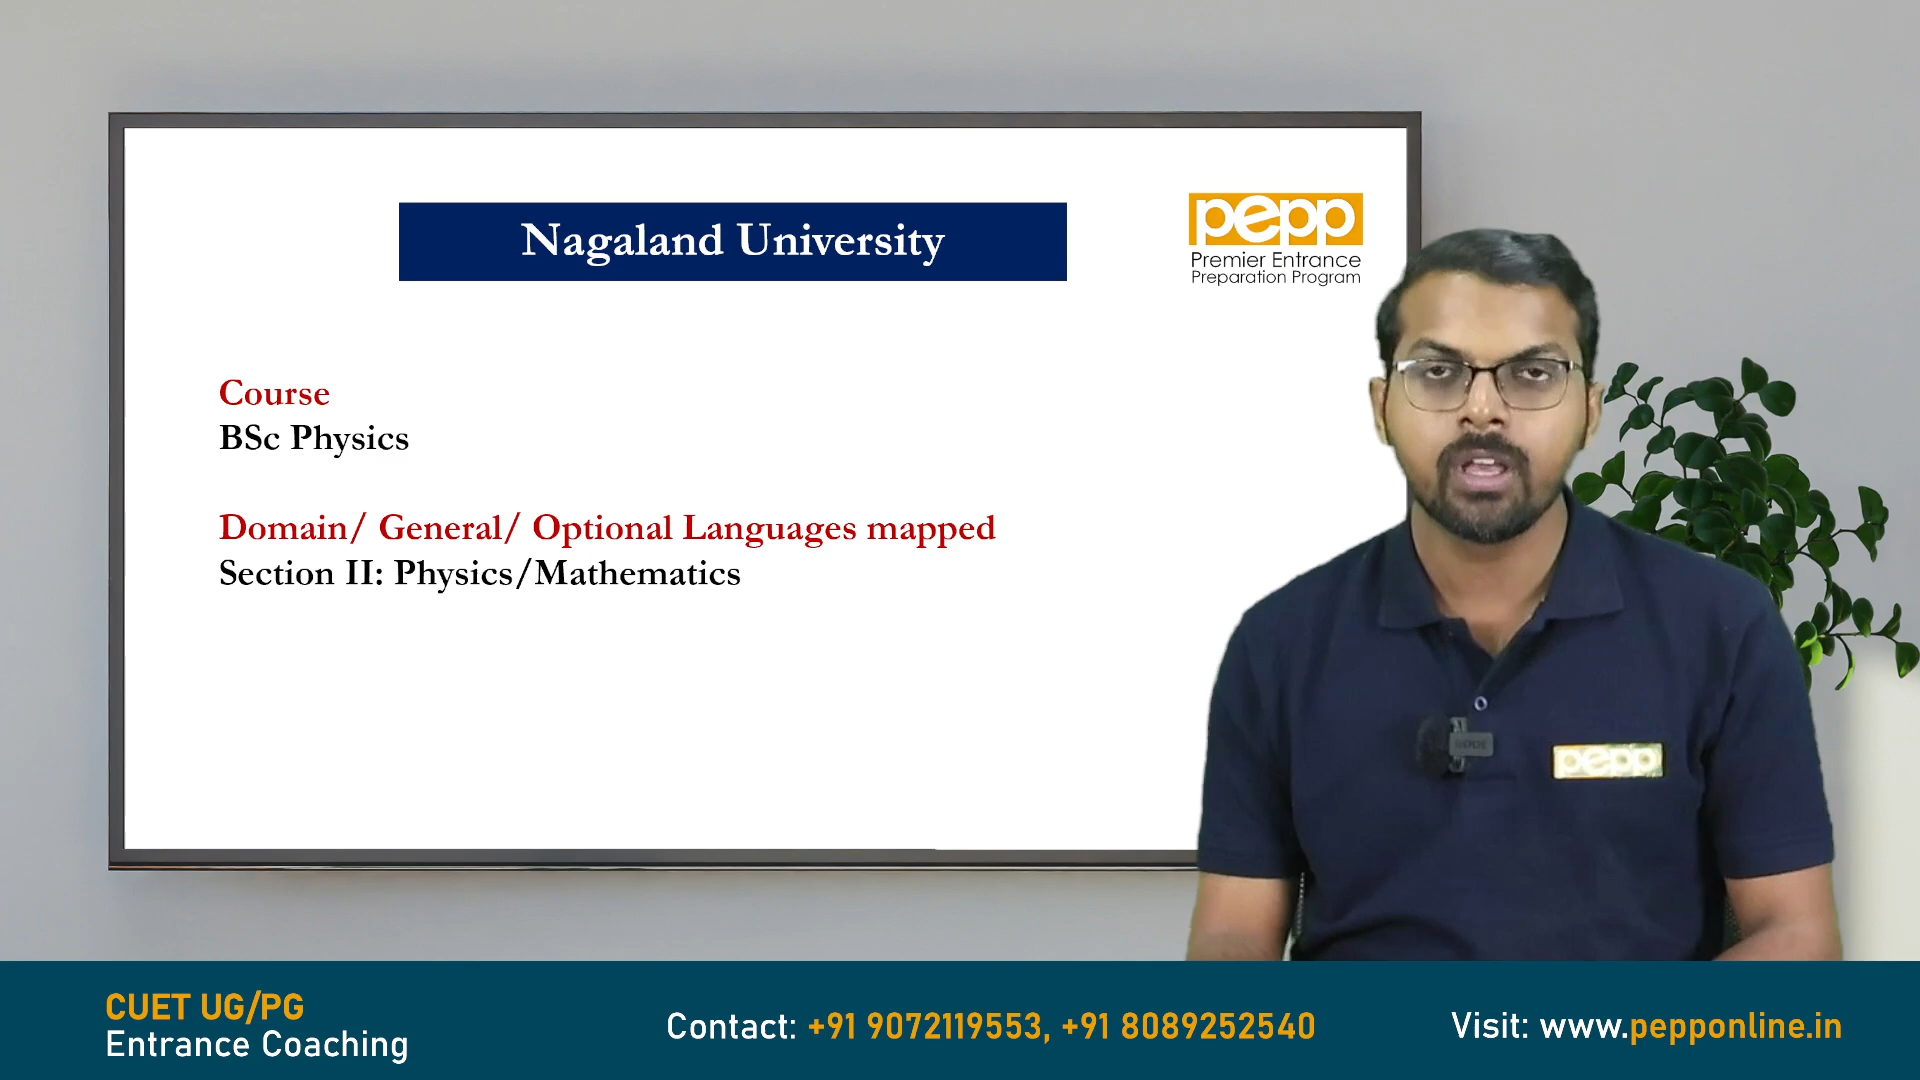 Nagaland University
pepp
Premier Entrance
Preparation Program
Course
BSc Physics
Domain/ General/ Optional Languages mapped
Section II: Physics/Mathematics
pepp
CUET UG/PG
Entrance Coaching
Contact: +91 9072119553, +91 8089252540
Visit: www.pepponline.in